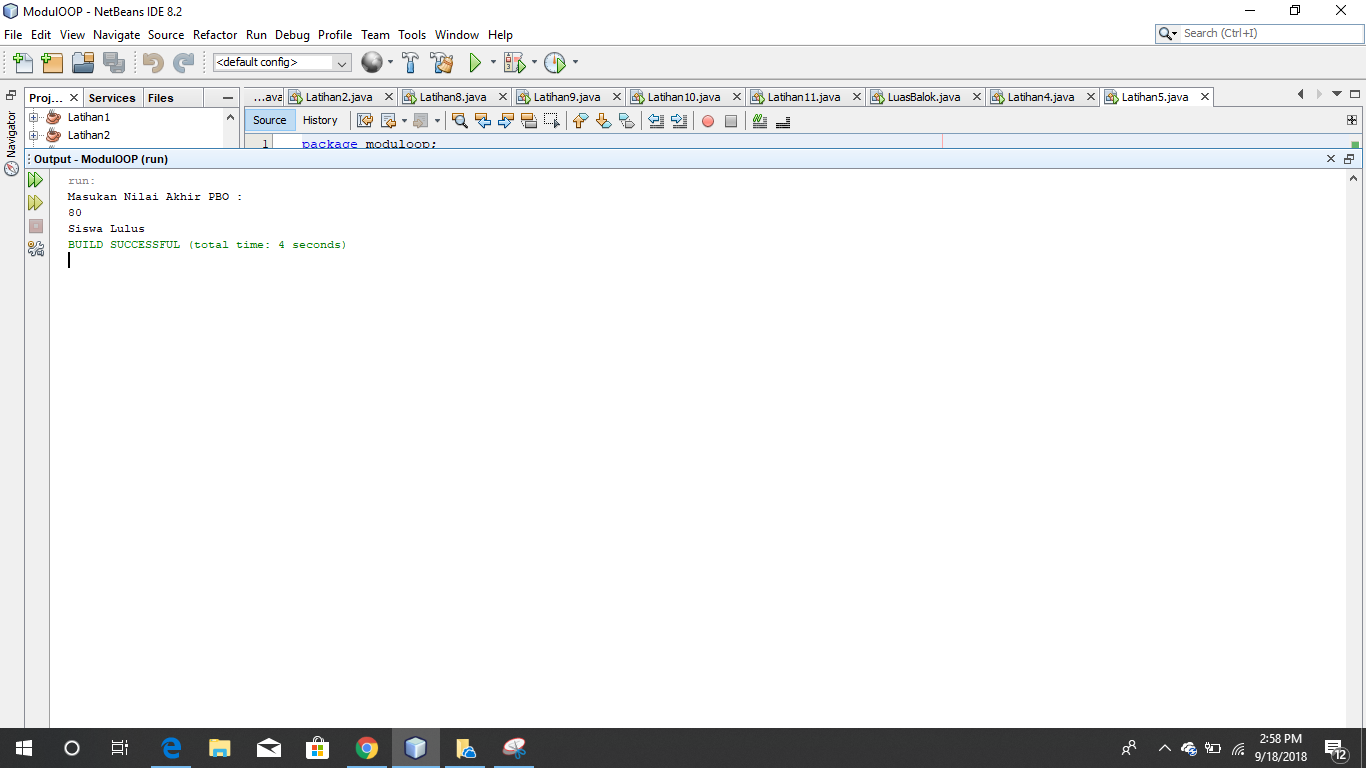 ModulOOP - NetBeans IDE 8.2
File Edit View Navigate Source Refactor Run Debug Profile Team Tools Window Help
Search (Ctrl+I)
<default config>
Proj... Services Files
...ava Latihan2.java Latihan8.java Latihan9.java Latihan10.java Latihan11.java LuasBalok.java Latihan4.java Latihan5.java
Navigator
Latihan1
Latihan2
Source History
1 package moduloop;
Output - ModulOOP (run)
run:
Masukan Nilai Akhir PBO :
80
Siswa Lulus
BUILD SUCCESSFUL (total time: 4 seconds)
2:58 PM
9/18/2018
12